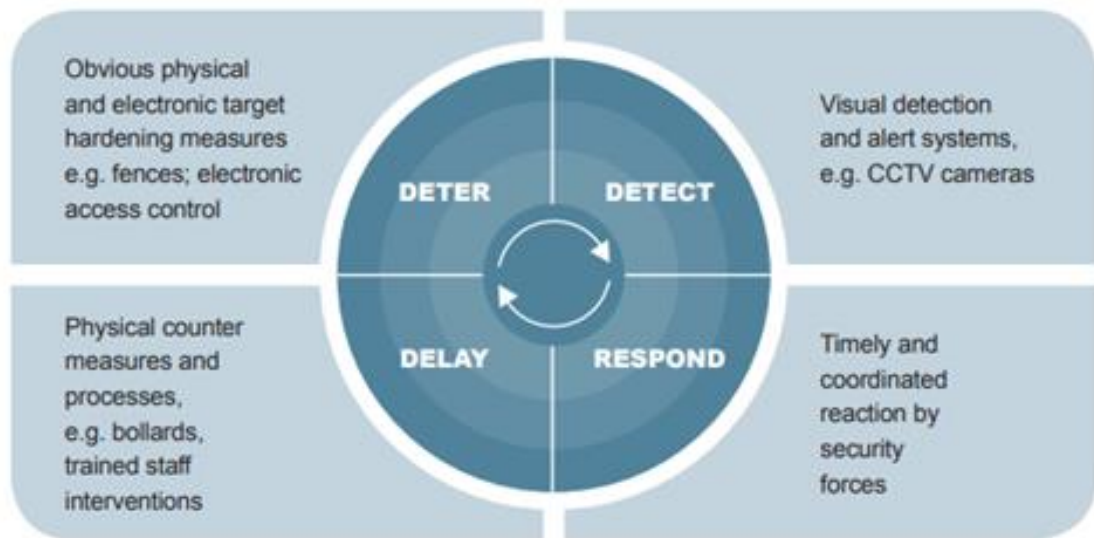 Obvious physical
and electronic target
hardening measures
e.g. fences; electronic
access control
Visual detection
and alert systems,
e.g. CCTV cameras
DETER
DETECT
DELAY
RESPOND
Physical counter
measures and
processes,
e.g. bollards,
trained staff
interventions
Timely and
coordinated
reaction by
security
forces